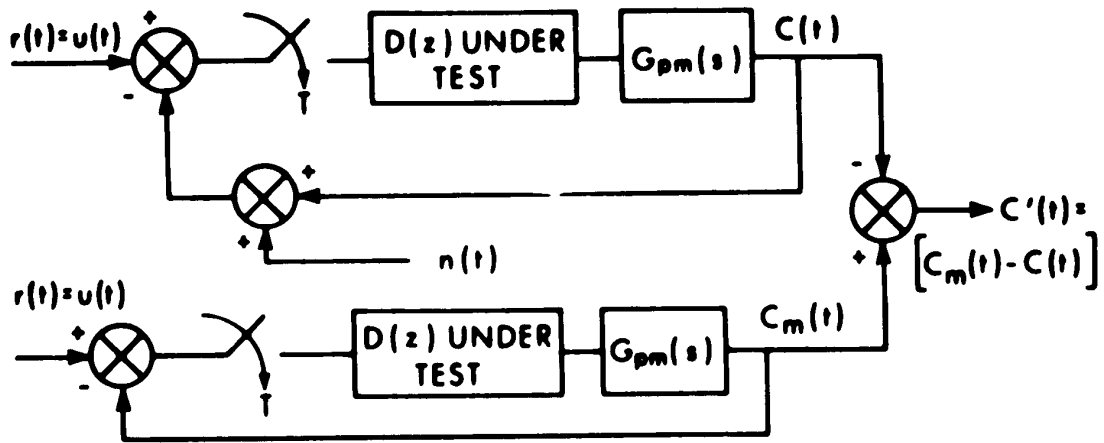 r(t)=u(t)
+
-
T
D(z) UNDER
TEST
Gpm(s)
C(t)
+
+
n(t)
-
+
C'(t)=
[Cm(t)-C(t)]
r(t)=u(t)
+
-
T
D(z) UNDER
TEST
Gpm(s)
Cm(t)